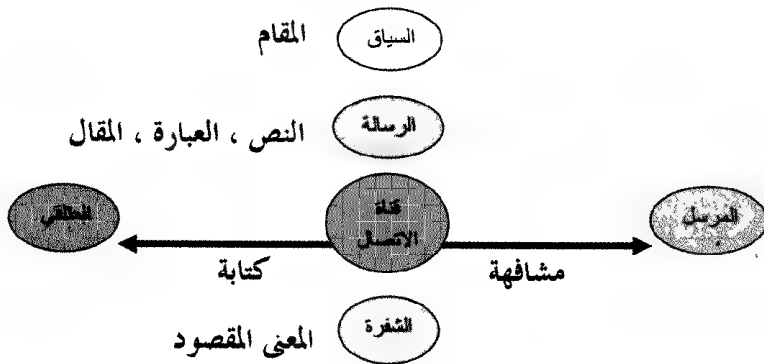 السياق
المقام
الرسالة
النص ، العبارة ، المقال
المرسل
قناة
الاتصال
المتلقي
مشافهة
كتابة
الشفرة
المعنى المقصود